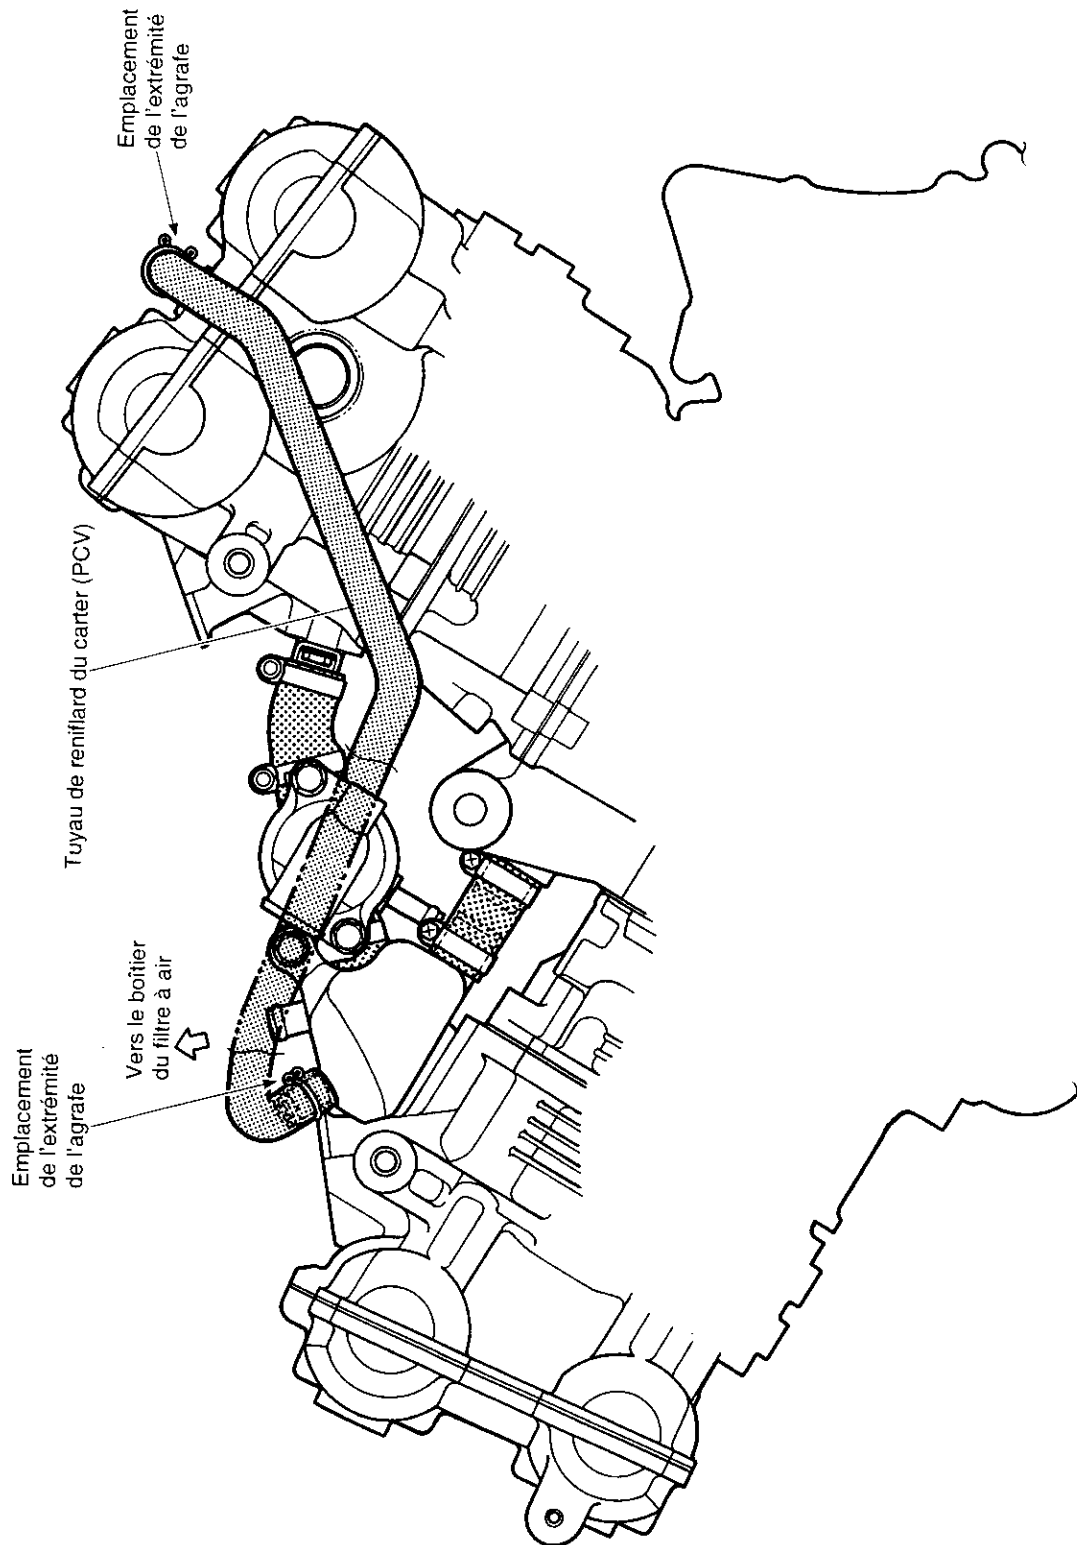 Emplacement
de l'extrémité
de l'agrafe
Vers le boîtier
du filtre à air
Tuyau de reniflard du carter (PCV)
Emplacement
de l'extrémité
de l'agrafe